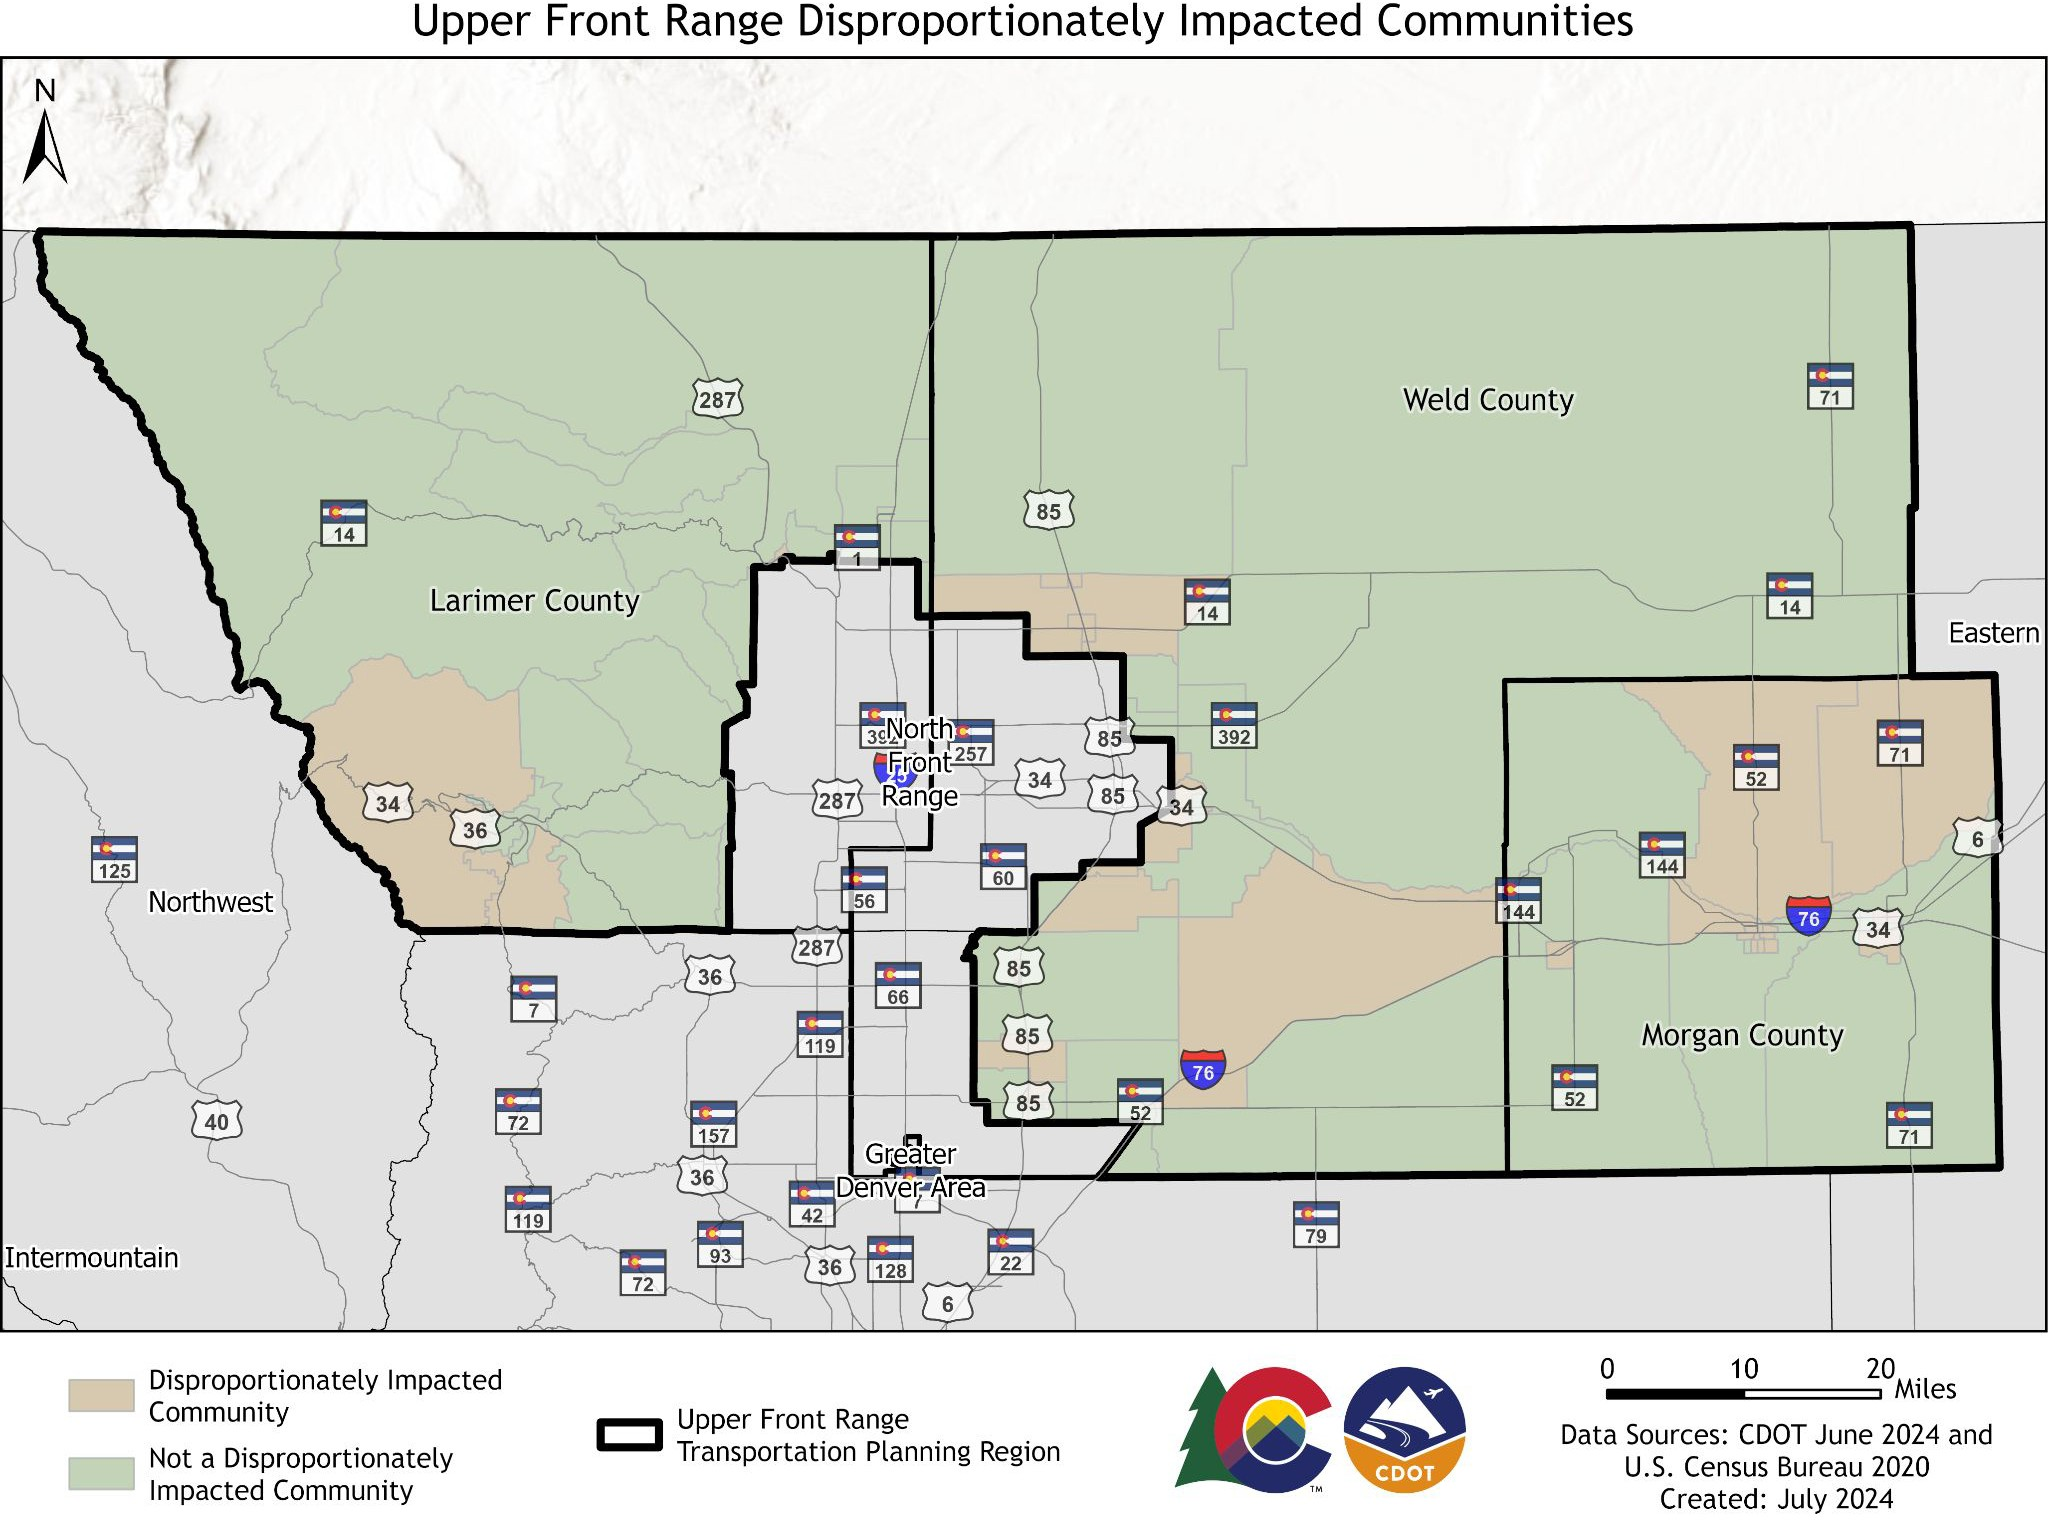 Upper Front Range Disproportionately Impacted Communities
N
287
Weld County
71
85
14
1
Larimer County
14
14
Eastern
392
North
Front
Range
25
257
85
392
71
52
34
36
287
34
85
34
6
144
125
Northwest
56
60
144
76
34
287
36
66
85
7
119
85
Morgan County
76
52
85
52
40
72
157
71
Greater
Denver Area
7
36
119
42
79
93
36
128
22
72
6
Intermountain
Disproportionately Impacted
Community
Not a Disproportionately
Impacted Community
Upper Front Range
Transportation Planning Region
TM
CDOT
0 10 20
Miles
Data Sources: CDOT June 2024 and
U.S. Census Bureau 2020
Created: July 2024